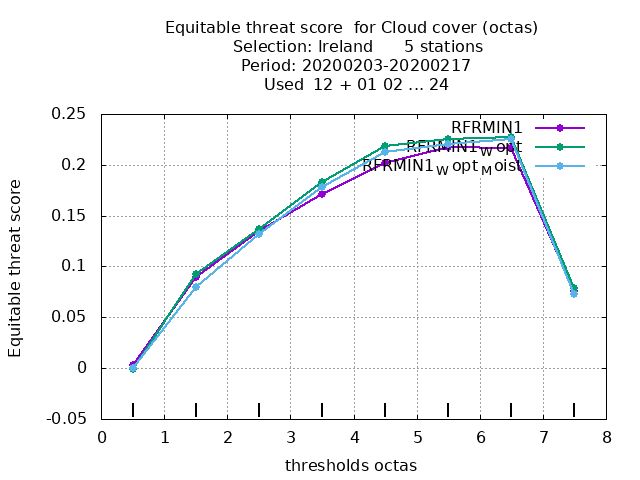 Equitable threat score  for Cloud cover (octas)
Selection: Ireland      5 stations
Period: 20200203-20200217
Used  12 + 01 02 ... 24
0.25
0.2
0.15
0.1
0.05
0
-0.05
Equitable threat score
RFRMIN1
RFRMIN1_Wopt
RFRMIN1_Wopt_Moist
0 1 2 3 4 5 6 7 8
thresholds octas